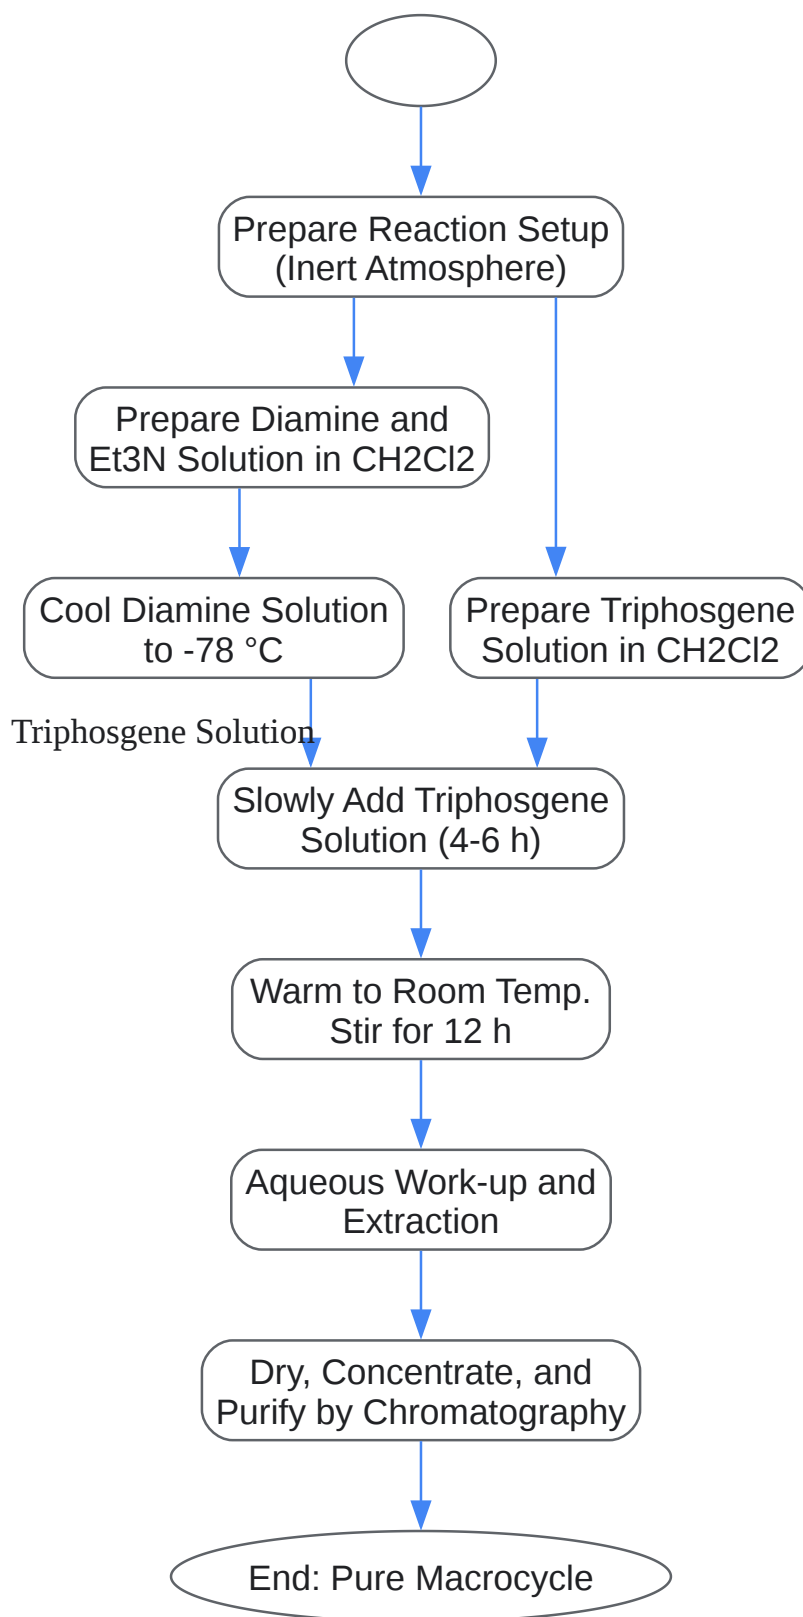 Prepare Reaction Setup
(Inert Atmosphere)
Prepare Diamine and
Et3N Solution in CH2Cl2
Cool Diamine Solution
to -78 °C
Prepare Triphosgene
Solution in CH2Cl2
Triphosgene Solution
Slowly Add Triphosgene
Solution (4-6 h)
Warm to Room Temp.
Stir for 12 h
Aqueous Work-up and
Extraction
Dry, Concentrate, and
Purify by Chromatography
End: Pure Macrocycle